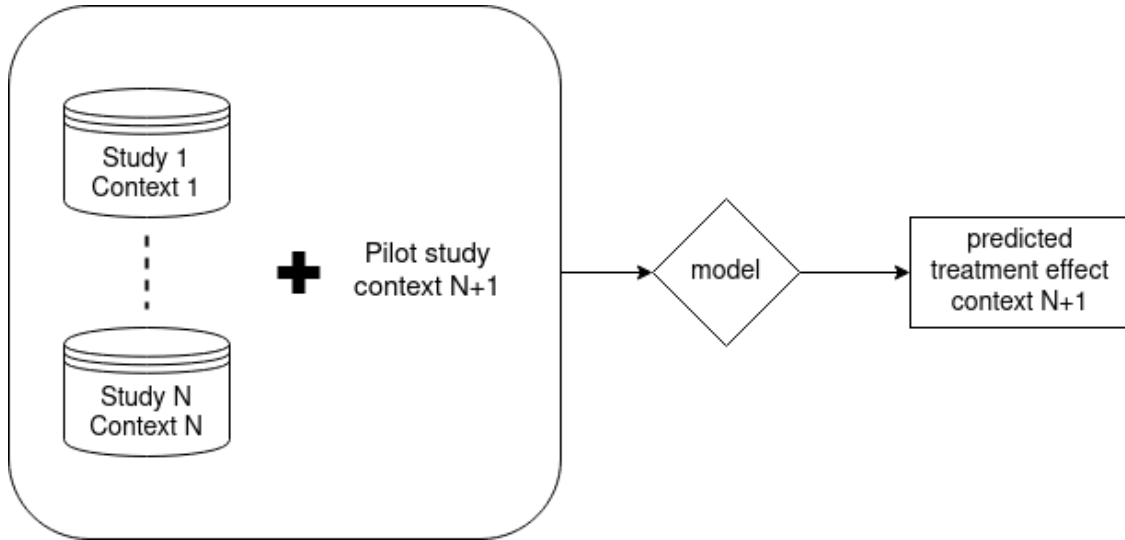 Study 1
Context 1
Study N
Context N
Pilot study
context N+1
model
predicted
treatment effect
context N+1